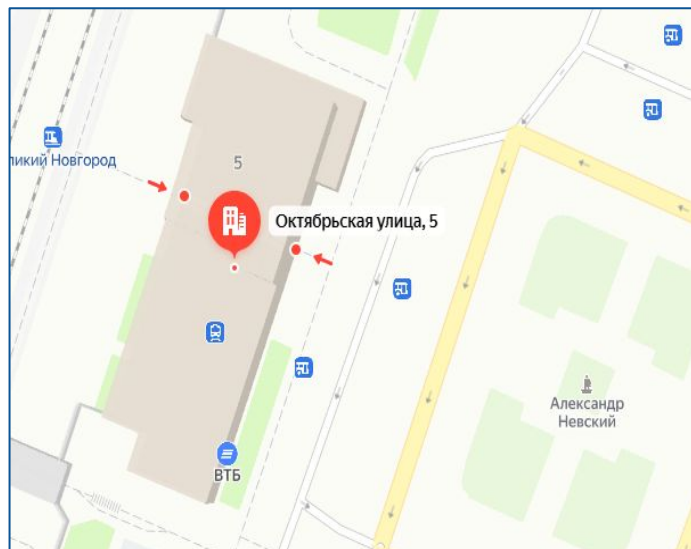 5
ликий Новгород
Октябрьская улица, 5
Александр
Невский
ВТБ